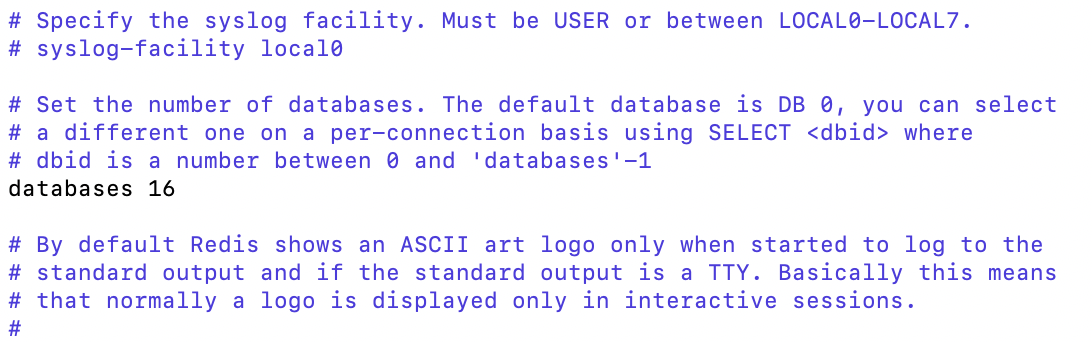 # Specify the syslog facility. Must be USER or between LOCAL0-LOCAL7.
# syslog-facility local0

# Set the number of databases. The default database is DB 0, you can select
# a different one on a per-connection basis using SELECT <dbid> where
# dbid is a number between 0 and 'databases'-1
databases 16

# By default Redis shows an ASCII art logo only when started to log to the
# standard output and if the standard output is a TTY. Basically this means
# that normally a logo is displayed only in interactive sessions.
#